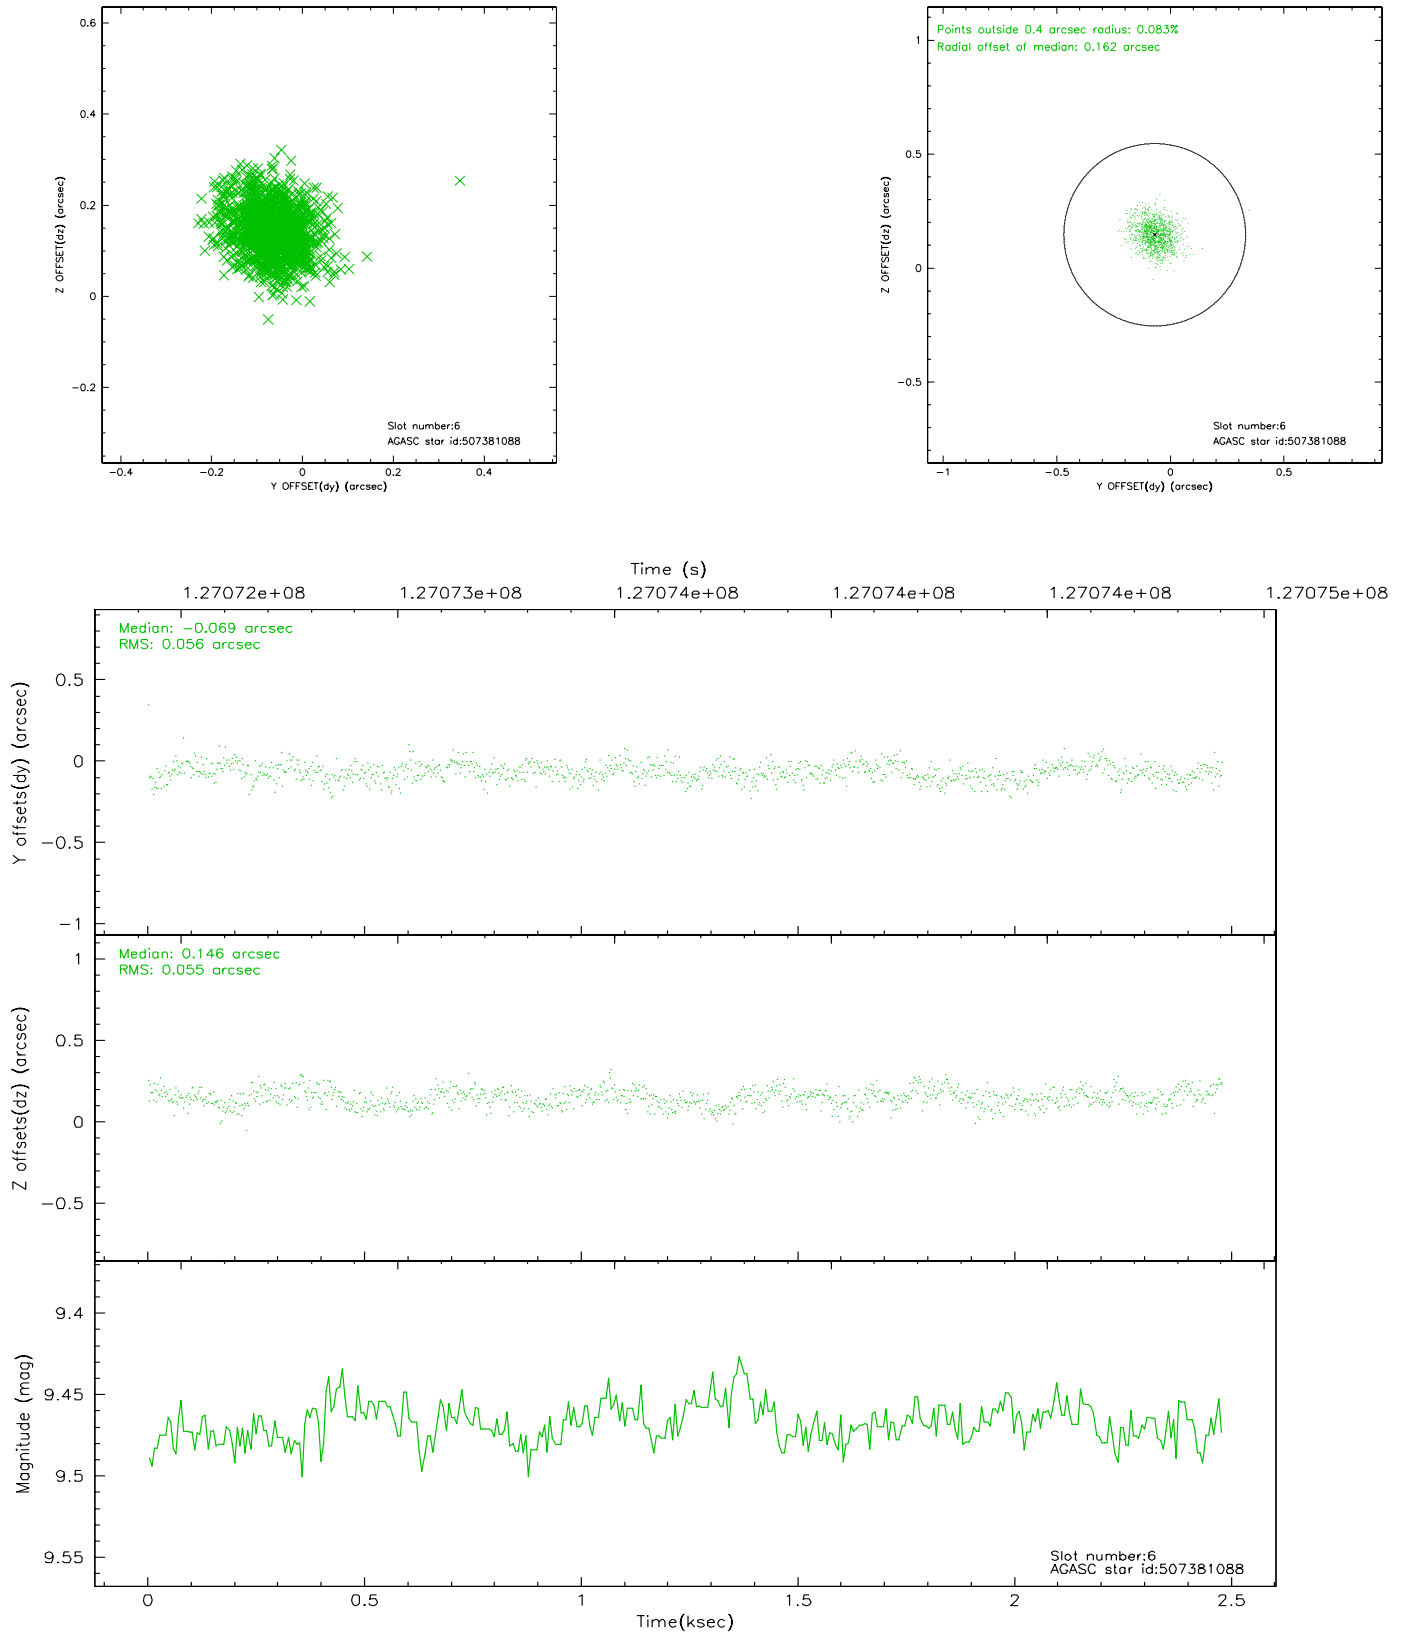 0.6
0.4
0.2
0
−0.2
Z OFFSET(dz) (arcsec)
Slot number:6
AGASC star id:507381088
−0.4 −0.2 0 0.2 0.4
Y OFFSET(dy) (arcsec)
Points outside 0.4 arcsec radius: 0.083%
Radial offset of median: 0.162 arcsec
1
0.5
0
−0.5
Z OFFSET(dz) (arcsec)
Slot number:6
AGASC star id:507381088
−1 −0.5 0 0.5
Y OFFSET(dy) (arcsec)
Time (s)
1.27072e+08 1.27073e+08 1.27074e+08 1.27074e+08 1.27074e+08 1.27075e+08
Median: −0.069 arcsec
RMS: 0.056 arcsec
0.5
0
−0.5
−1
Y offsets(dy) (arcsec)
Median: 0.146 arcsec
RMS: 0.055 arcsec
1
0.5
0
−0.5
Z offsets(dz) (arcsec)
9.4
9.45
9.5
9.55
Magnitude (mag)
Slot number:6
AGASC star id:507381088
0 0.5 1 1.5 2 2.5
Time(ksec)